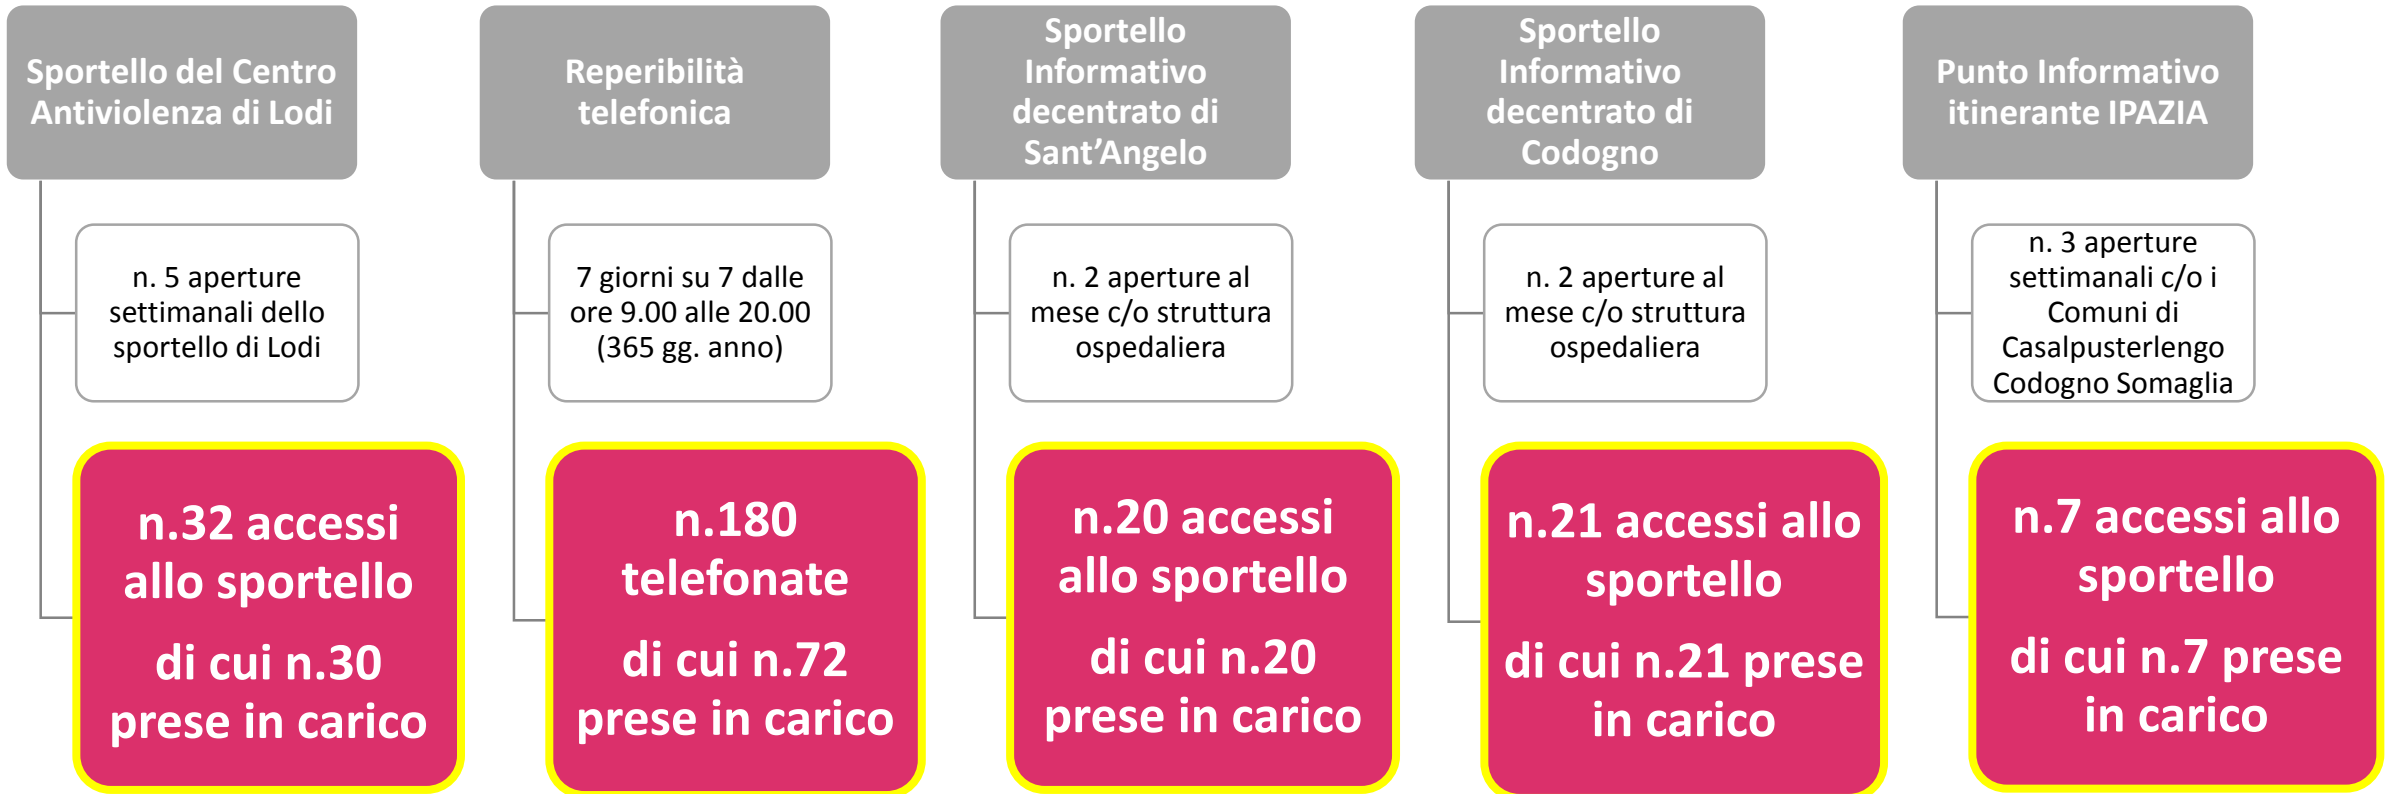 Sportello del Centro
Antiviolenza di Lodi
n. 5 aperture
settimanali dello
sportello di Lodi
n.32 accessi
allo sportello
di cui n.30
prese in carico
Reperibilità
telefonica
7 giorni su 7 dalle
ore 9.00 alle 20.00
(365 gg. anno)
n.180
telefonate
di cui n.72
prese in carico
Sportello
Informativo
decentrato di
Sant’Angelo
n. 2 aperture al
mese c/o struttura
ospedaliera
n.20 accessi
allo sportello
di cui n.20
prese in carico
Sportello
Informativo
decentrato di
Codogno
n. 2 aperture al
mese c/o struttura
ospedaliera
n.21 accessi allo
sportello
di cui n.21 prese
in carico
Punto Informativo
itinerante IPAZIA
n. 3 aperture
settimanali c/o i
Comuni di
Casalpusterlengo
Codogno Somaglia
n.7 accessi allo
sportello
di cui n.7 prese
in carico